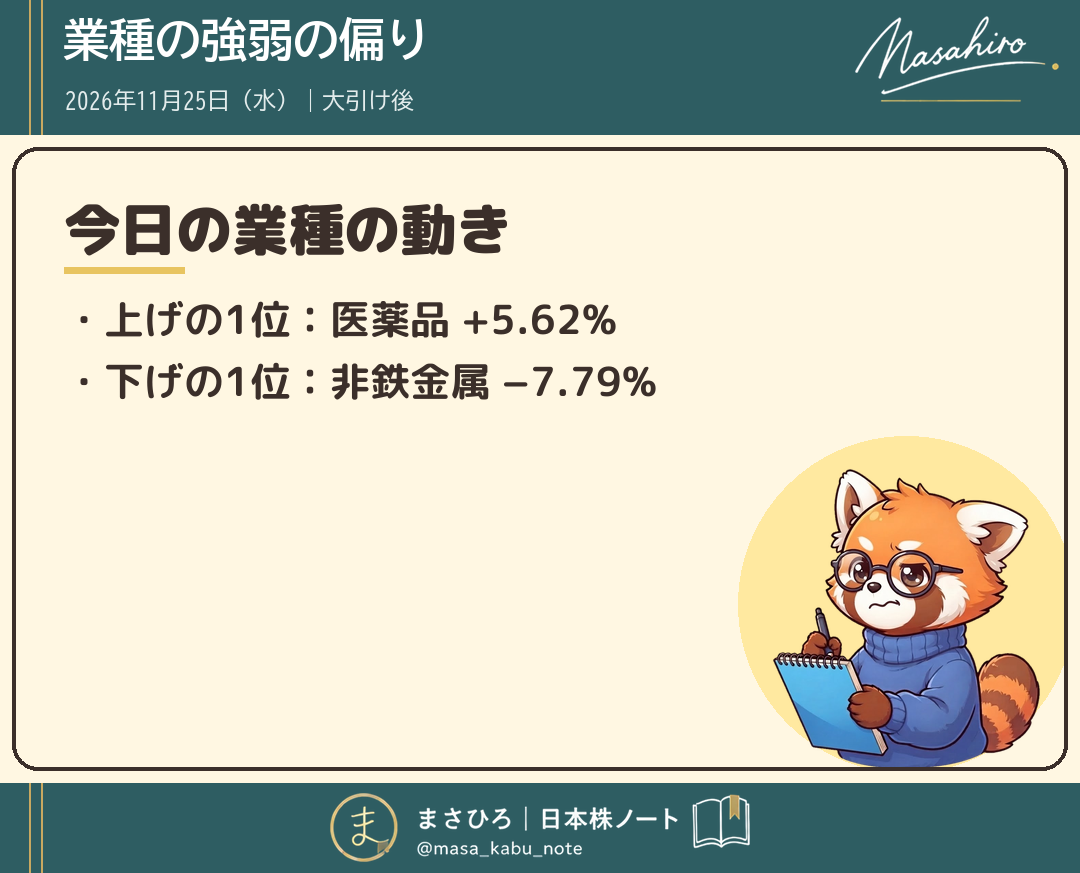 業種の強弱の偏り
Masahiro
2026年11月25日（水）｜大引け後
今日の業種の動き
・上げの1位：医薬品 +5.62%
・下げの1位：非鉄金属 −7.79%
ま
まさひろ｜日本株ノート
@masa_kabu_note